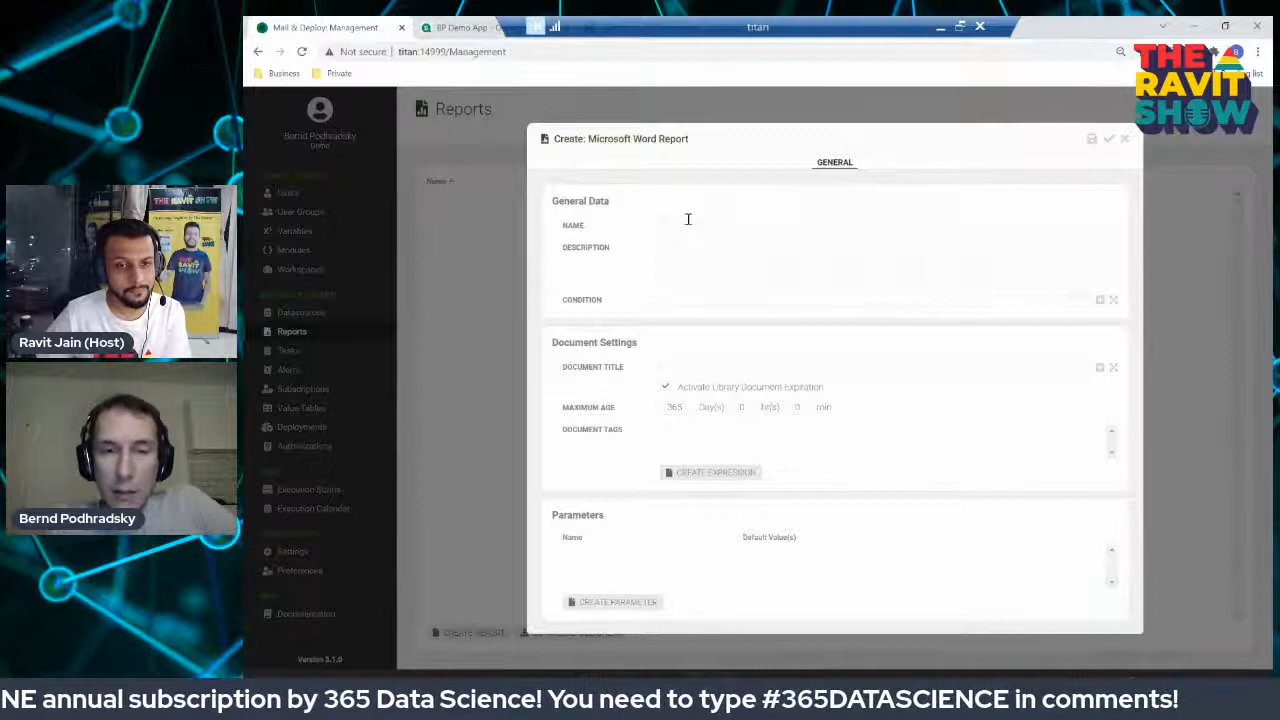 Mail & Deploy: Management
BP Demo App
titan
Not secure
titan:14999/Management
Business
Private
THE
RAVIT
SHOW
Bernd Podhradsky
Demo
Users
User Groups
Variables
Modules
Workspaces
Datasources
Reports
Tasks
Alerts
Subscriptions
Value Tables
Deployments
Authorizations
Execution Calendar
Settings
Preferences
Documentation
Version 3.1.0
Reports
Name
CREATE REPORT
Create: Microsoft Word Report
GENERAL
General Data
NAME
DESCRIPTION
CONDITION
Document Settings
DOCUMENT TITLE
Activate Library Document Expiration
MAXIMUM AGE
365 Day(s) 0 hr(s) 0 min
DOCUMENT TAGS
CREATE EXPRESSION
Parameters
Name
Default Value(s)
CREATE PARAMETER
Ravit Jain (Host)
Bernd Podhradsky
NE annual subscription by 365 Data Science! You need to type #365DATASCIENCE in comments!